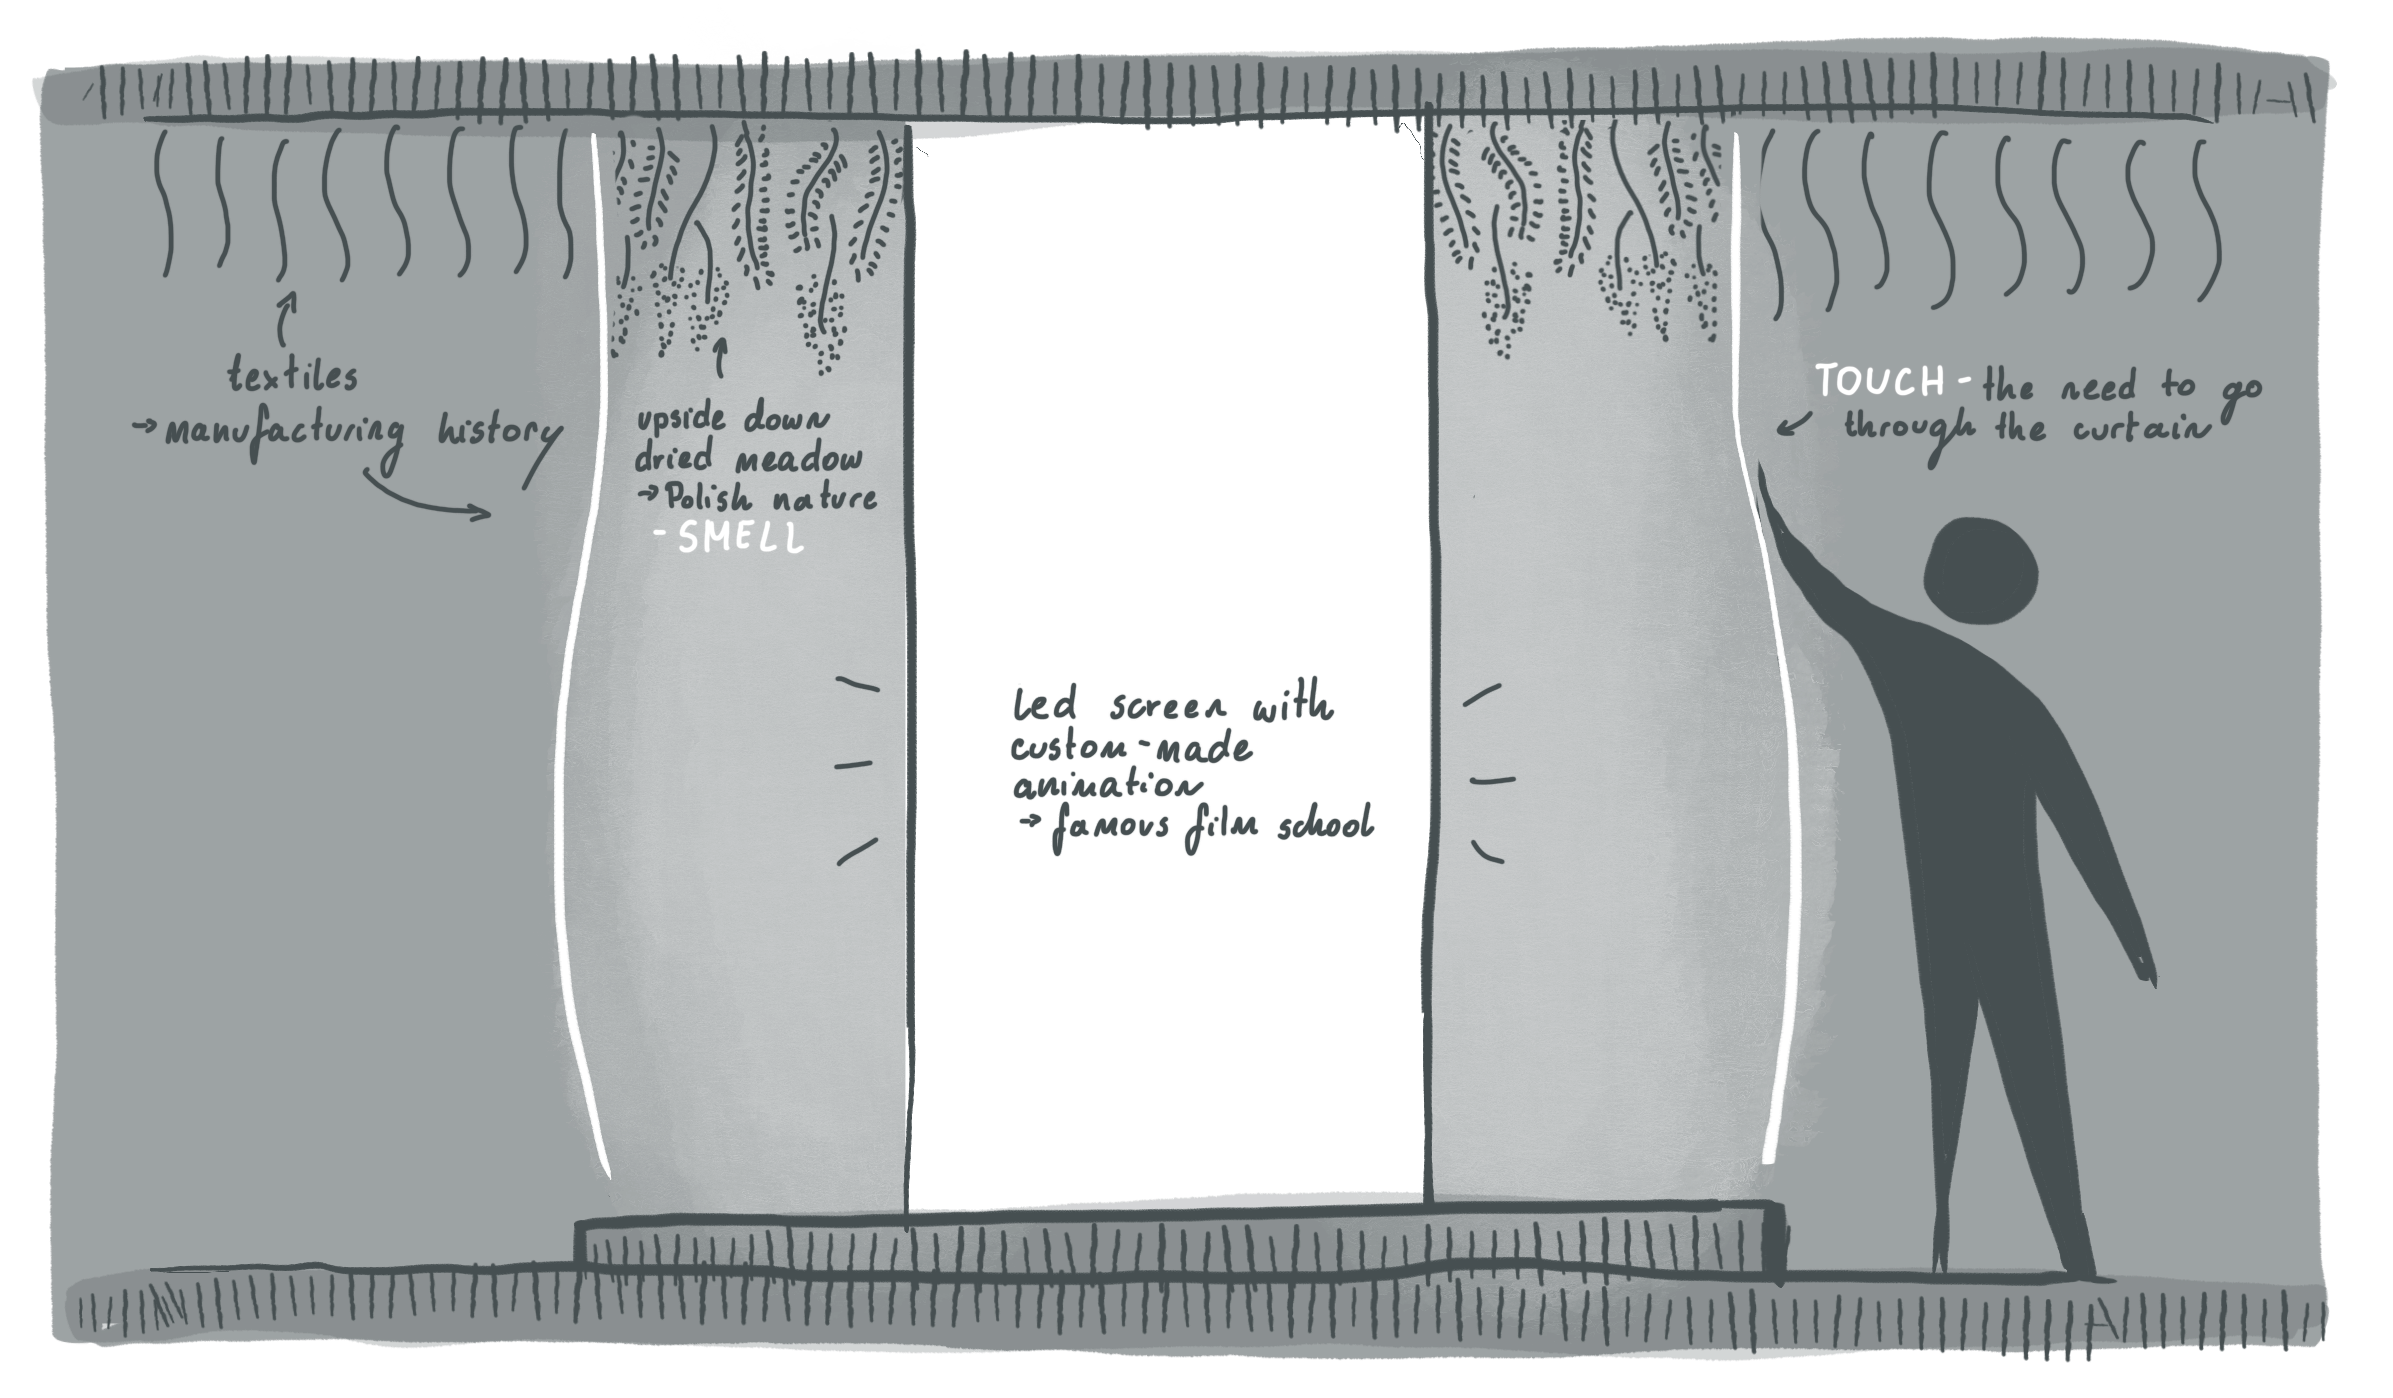 textiles
→ manufacturing history
upside down
dried meadow
→ Polish nature
- SMELL
led screen with
custom-made
animation
→ famous film school
TOUCH - the need to go
through the curtain